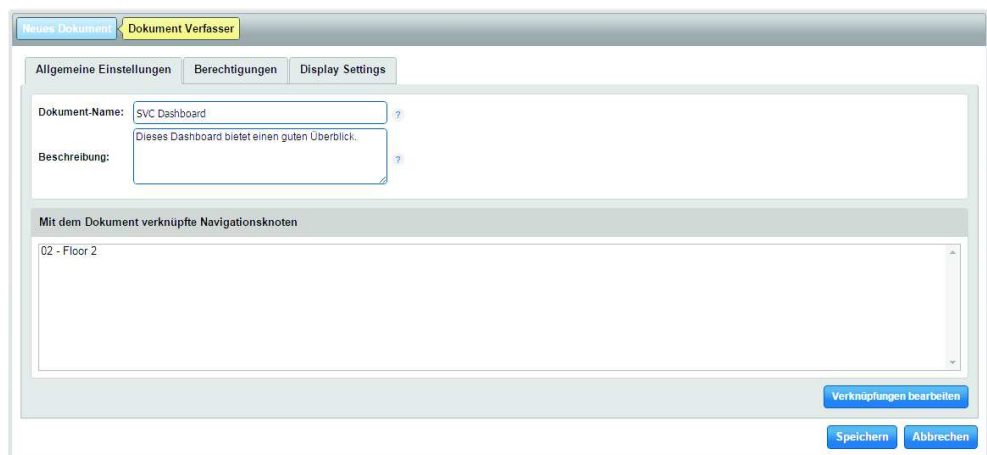 Neues Dokument Dokument Verfasser
Allgemeine Einstellungen Berechtigungen Display Settings
Dokument-Name: SVC Dashboard ?
Dieses Dashboard bietet einen guten Überblick.
Beschreibung: ?
Mit dem Dokument verknüpfte Navigationsknoten
02 - Floor 2
Verknüpfungen bearbeiten
Speichern Abbrechen